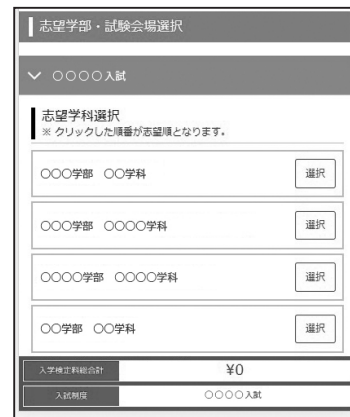 志望学部・試験会場選択
○○○○入試
志望学科選択
※ クリックした順番が志望順となります。
○○○学部 ○○学科 選択
○○○学部 ○○○○学科 選択
○○○○学部 ○○○○学科 選択
○○学部 ○○学科 選択
入学検定料総合計 ¥0
入試制度 ○○○○入試